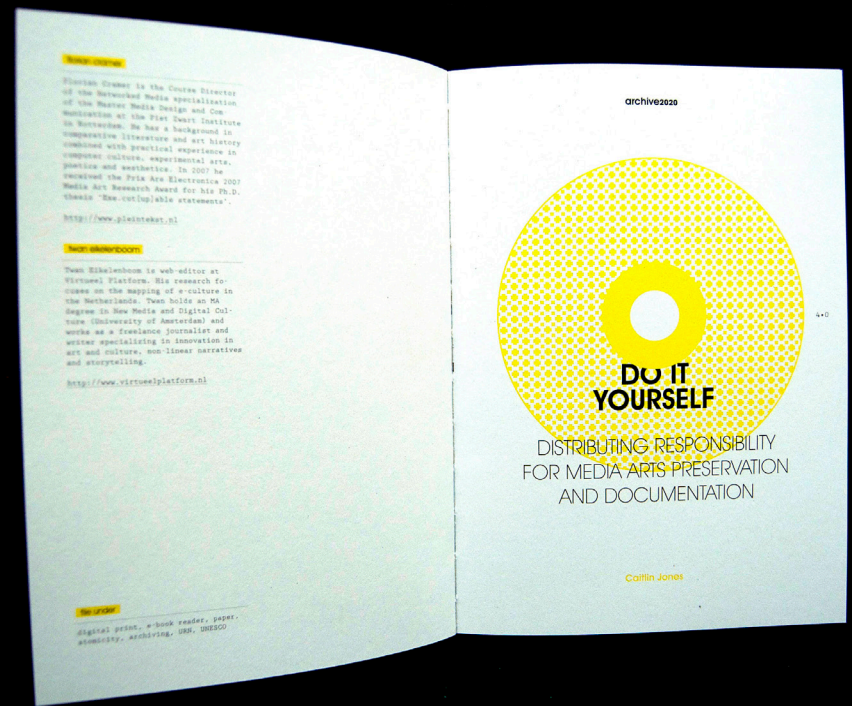 florian cramer
Florian Cramer is the Course Director
of the Networked Media specialization
of the Master Media Design and Com-
munication at the Piet Zwart Institute
in Rotterdam. He has a background in
comparative literature and art history
combined with practical experience in
computer culture, experimental arts,
poetics and aesthetics. In 2007 he
received the Prix Ars Electronica 2007
Media Art Research Award for his Ph.D.
thesis 'Exe.cut[up]able statements'.
http://www.pleintekst.nl
twan eikelenboom
Twan Eikelenboom is web-editor at
Virtueel Platform. His research fo-
cuses on the mapping of e-culture in
the Netherlands. Twan holds an MA
degree in New Media and Digital Cul-
ture (University of Amsterdam) and
works as a freelance journalist and
writer specializing in innovation in
art and culture, non-linear narratives
and storytelling.
http://www.virtueelplatform.nl
file under
digital print, e-book reader, paper,
atomicity, archiving, URN, UNESCO
archive2020
4•0
DO IT
YOURSELF
DISTRIBUTING RESPONSIBILITY
FOR MEDIA ARTS PRESERVATION
AND DOCUMENTATION
Caitlin Jones